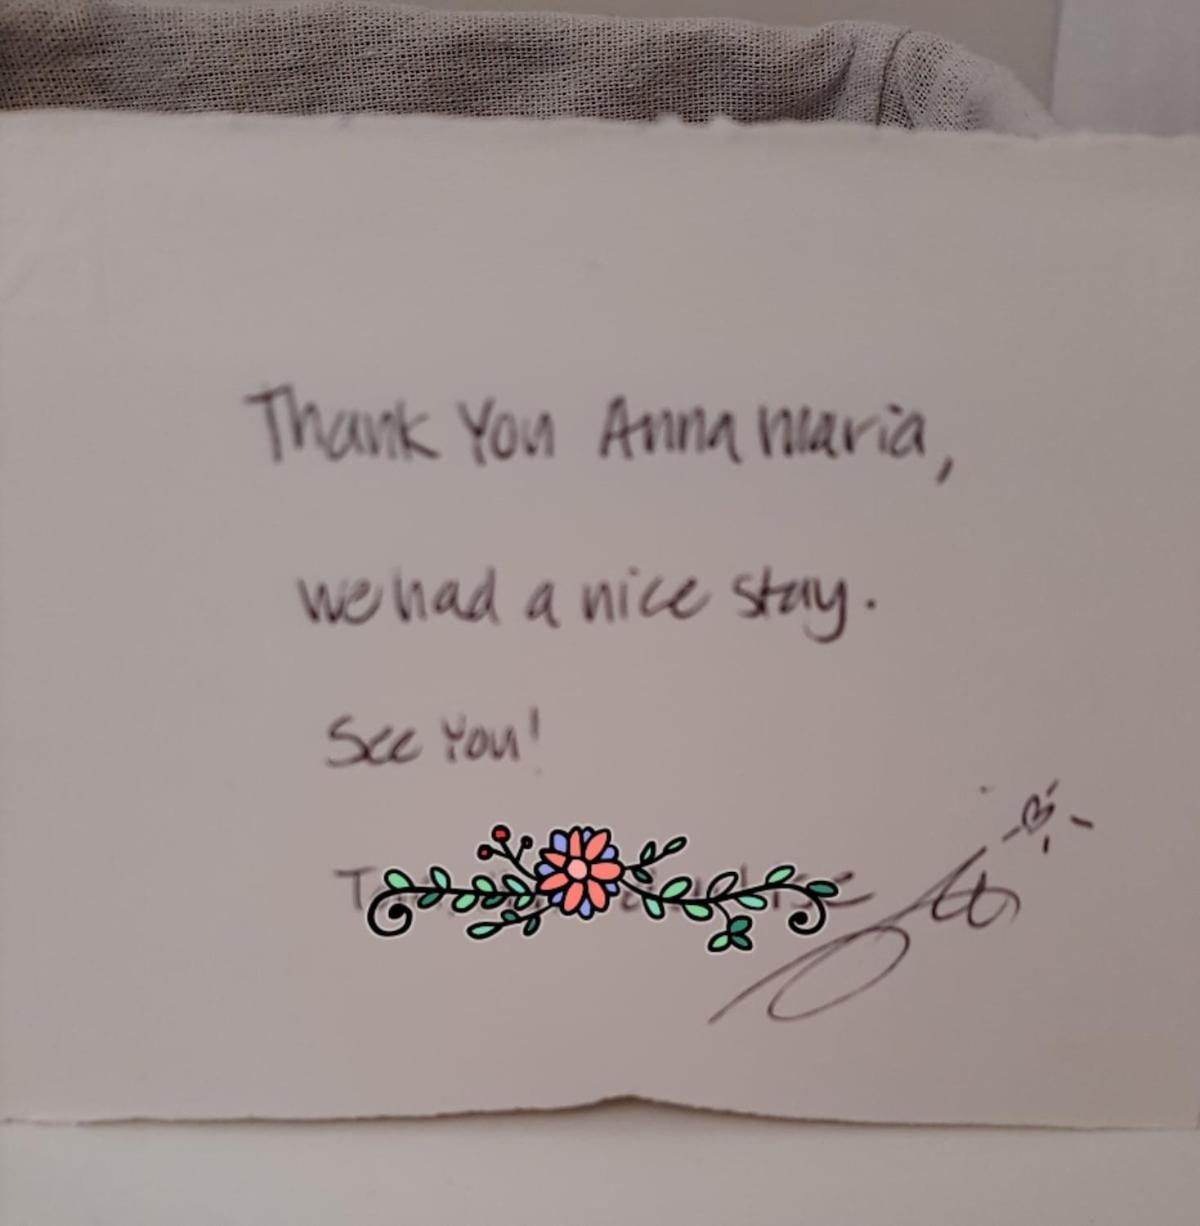 Thank You Anna Maria,
we had a nice stay.
See You!